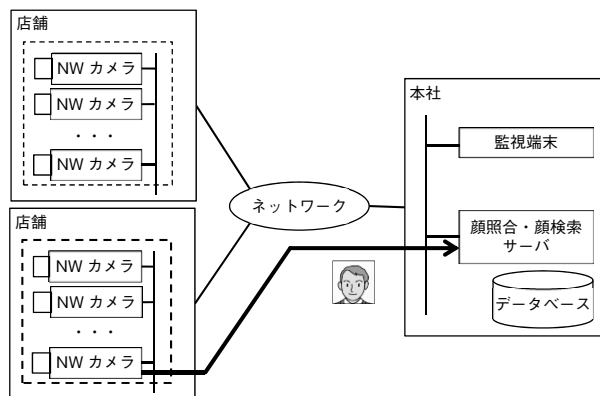 店舗
NW カメラ
NW カメラ
・・・
NW カメラ
店舗
NW カメラ
NW カメラ
・・・
NW カメラ
ネットワーク
本社
監視端末
顔照合・顔検索
サーバ
データベース